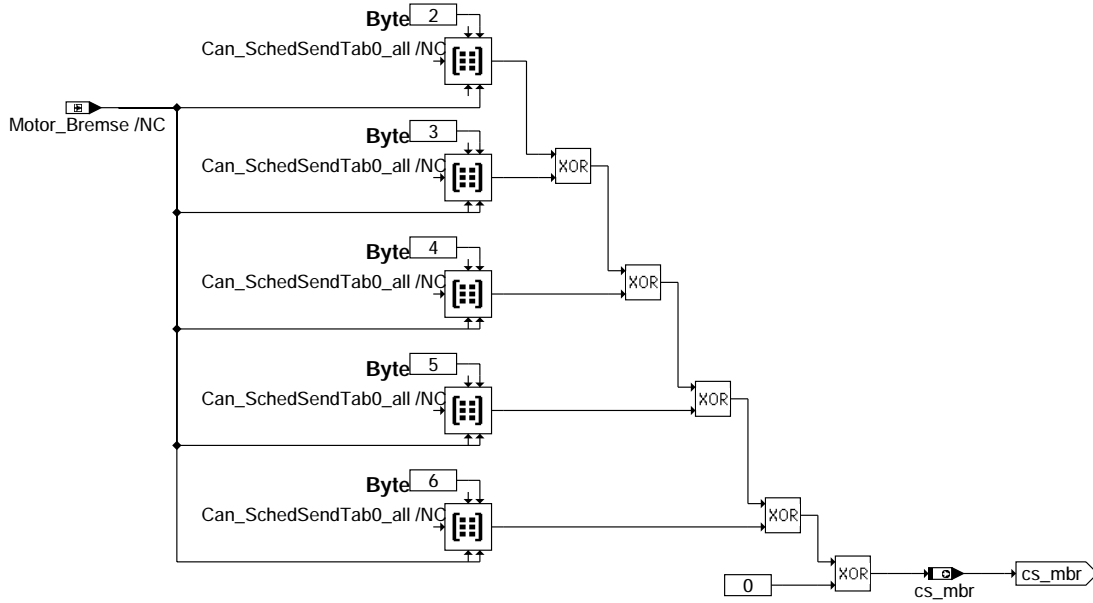 Byte 2
Can_SchedSendTab0_all /NC
Motor_Bremse /NC
Byte 3
Can_SchedSendTab0_all /NC
XOR
Byte 4
Can_SchedSendTab0_all /NC
XOR
Byte 5
Can_SchedSendTab0_all /NC
XOR
Byte 6
Can_SchedSendTab0_all /NC
XOR
XOR
0
cs_mbr
cs_mbr